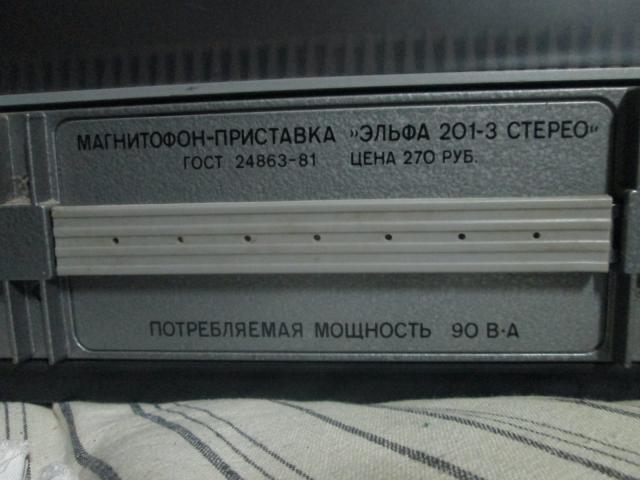 МАГНИТОФОН-ПРИСТАВКА „ЭЛЬФА 201-3 СТЕРЕО“
ГОСТ 24863-81 ЦЕНА 270 РУБ.
ПОТРЕБЛЯЕМАЯ МОЩНОСТЬ 90 В·А